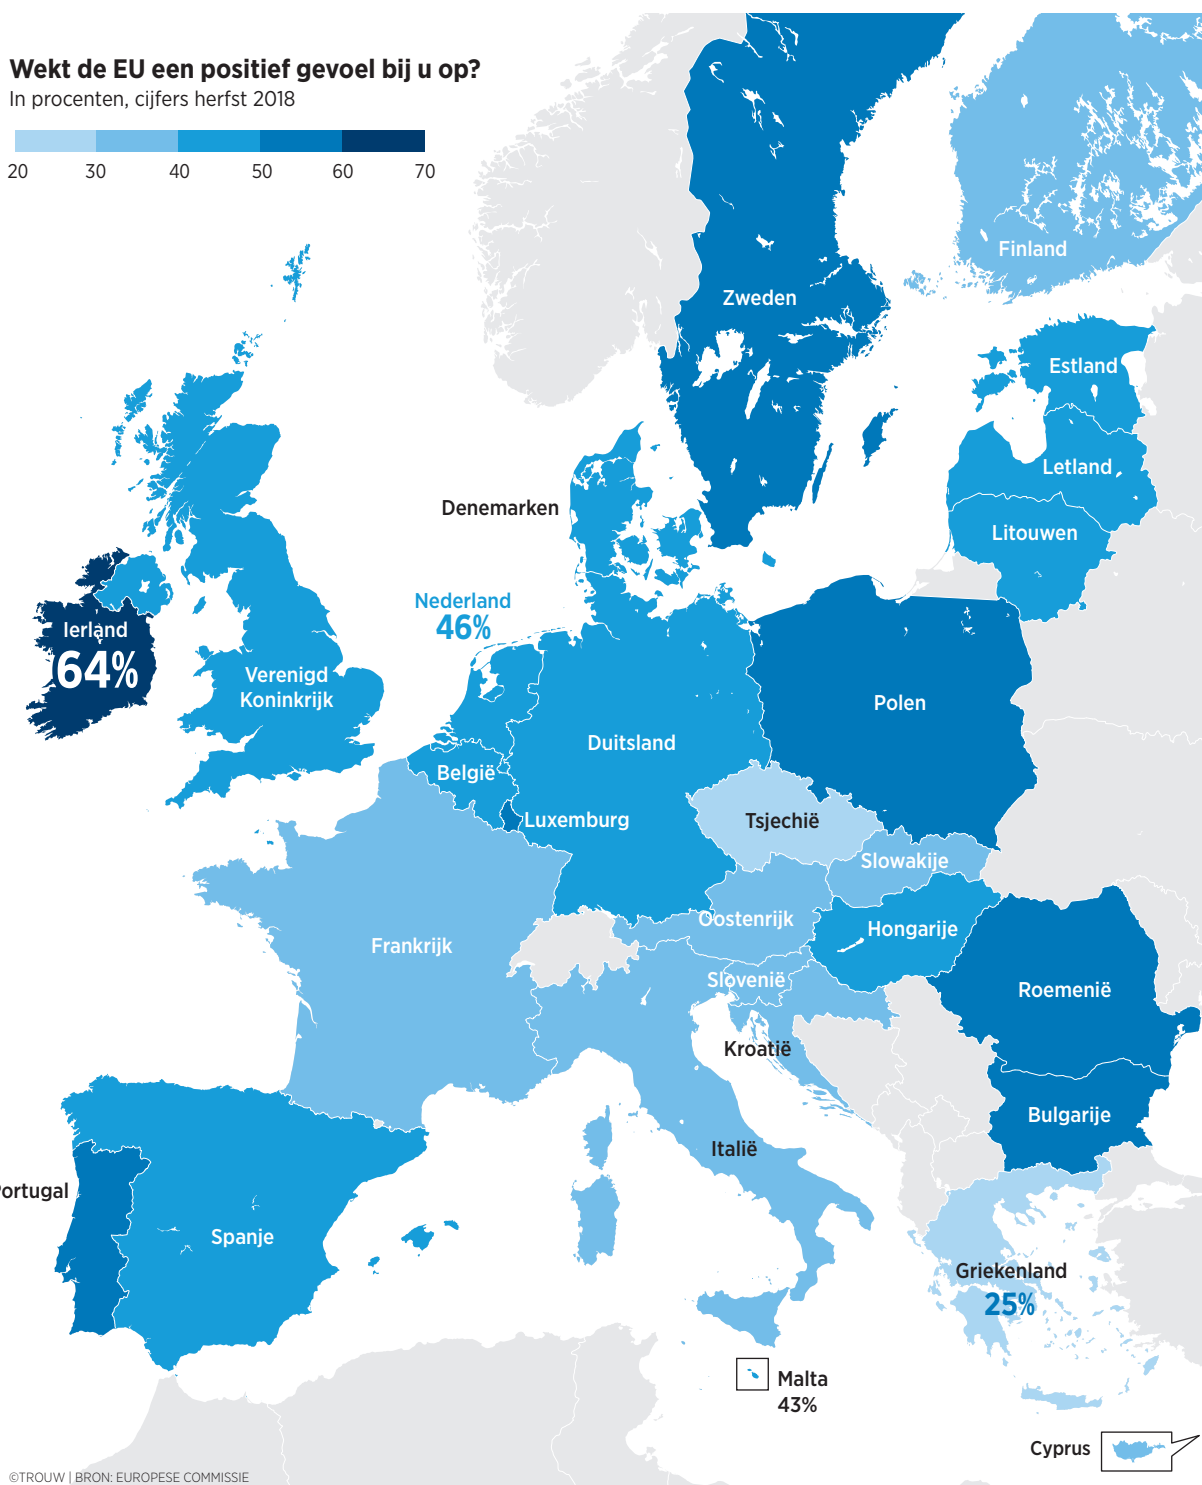 Wekt de EU een positief gevoel bij u op?
In procenten, cijfers herfst 2018
20 30 40 50 60 70
Finland
Zweden
Estland
Letland
Denemarken
Litouwen
Nederland
46%
Ierland
64%
Verenigd
Koninkrijk
Polen
Duitsland
België
Luxemburg
Tsjechië
Slowakije
Oostenrijk
Hongarije
Frankrijk
Slovenië
Roemenië
Kroatië
Bulgarije
Italië
Portugal
Spanje
Griekenland
25%
Malta
43%
Cyprus
©TROUW | BRON: EUROPESE COMMISSIE